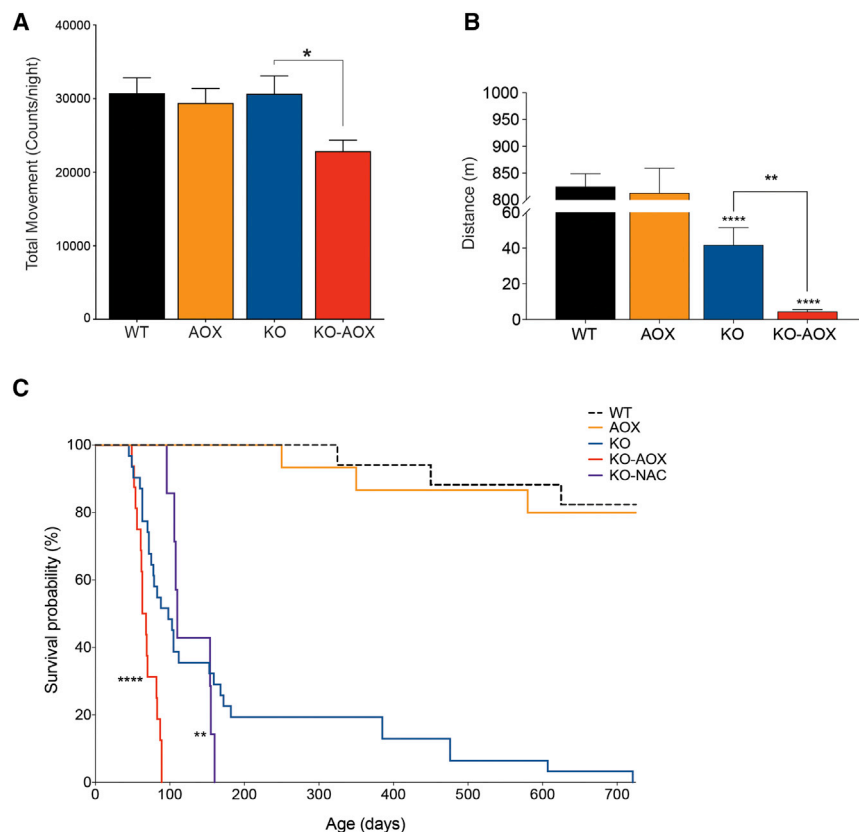 A
Total Movement (Counts/night)
40000
30000
20000
10000
0
*
WT AOX KO KO-AOX
B
Distance (m)
1000
950
900
850
800
60
40
20
0
**
****
****
WT AOX KO KO-AOX
C
WT
AOX
KO
KO-AOX
KO-NAC
Survival probability (%)
100
80
60
40
20
0
****
**
0 100 200 300 400 500 600 700
Age (days)